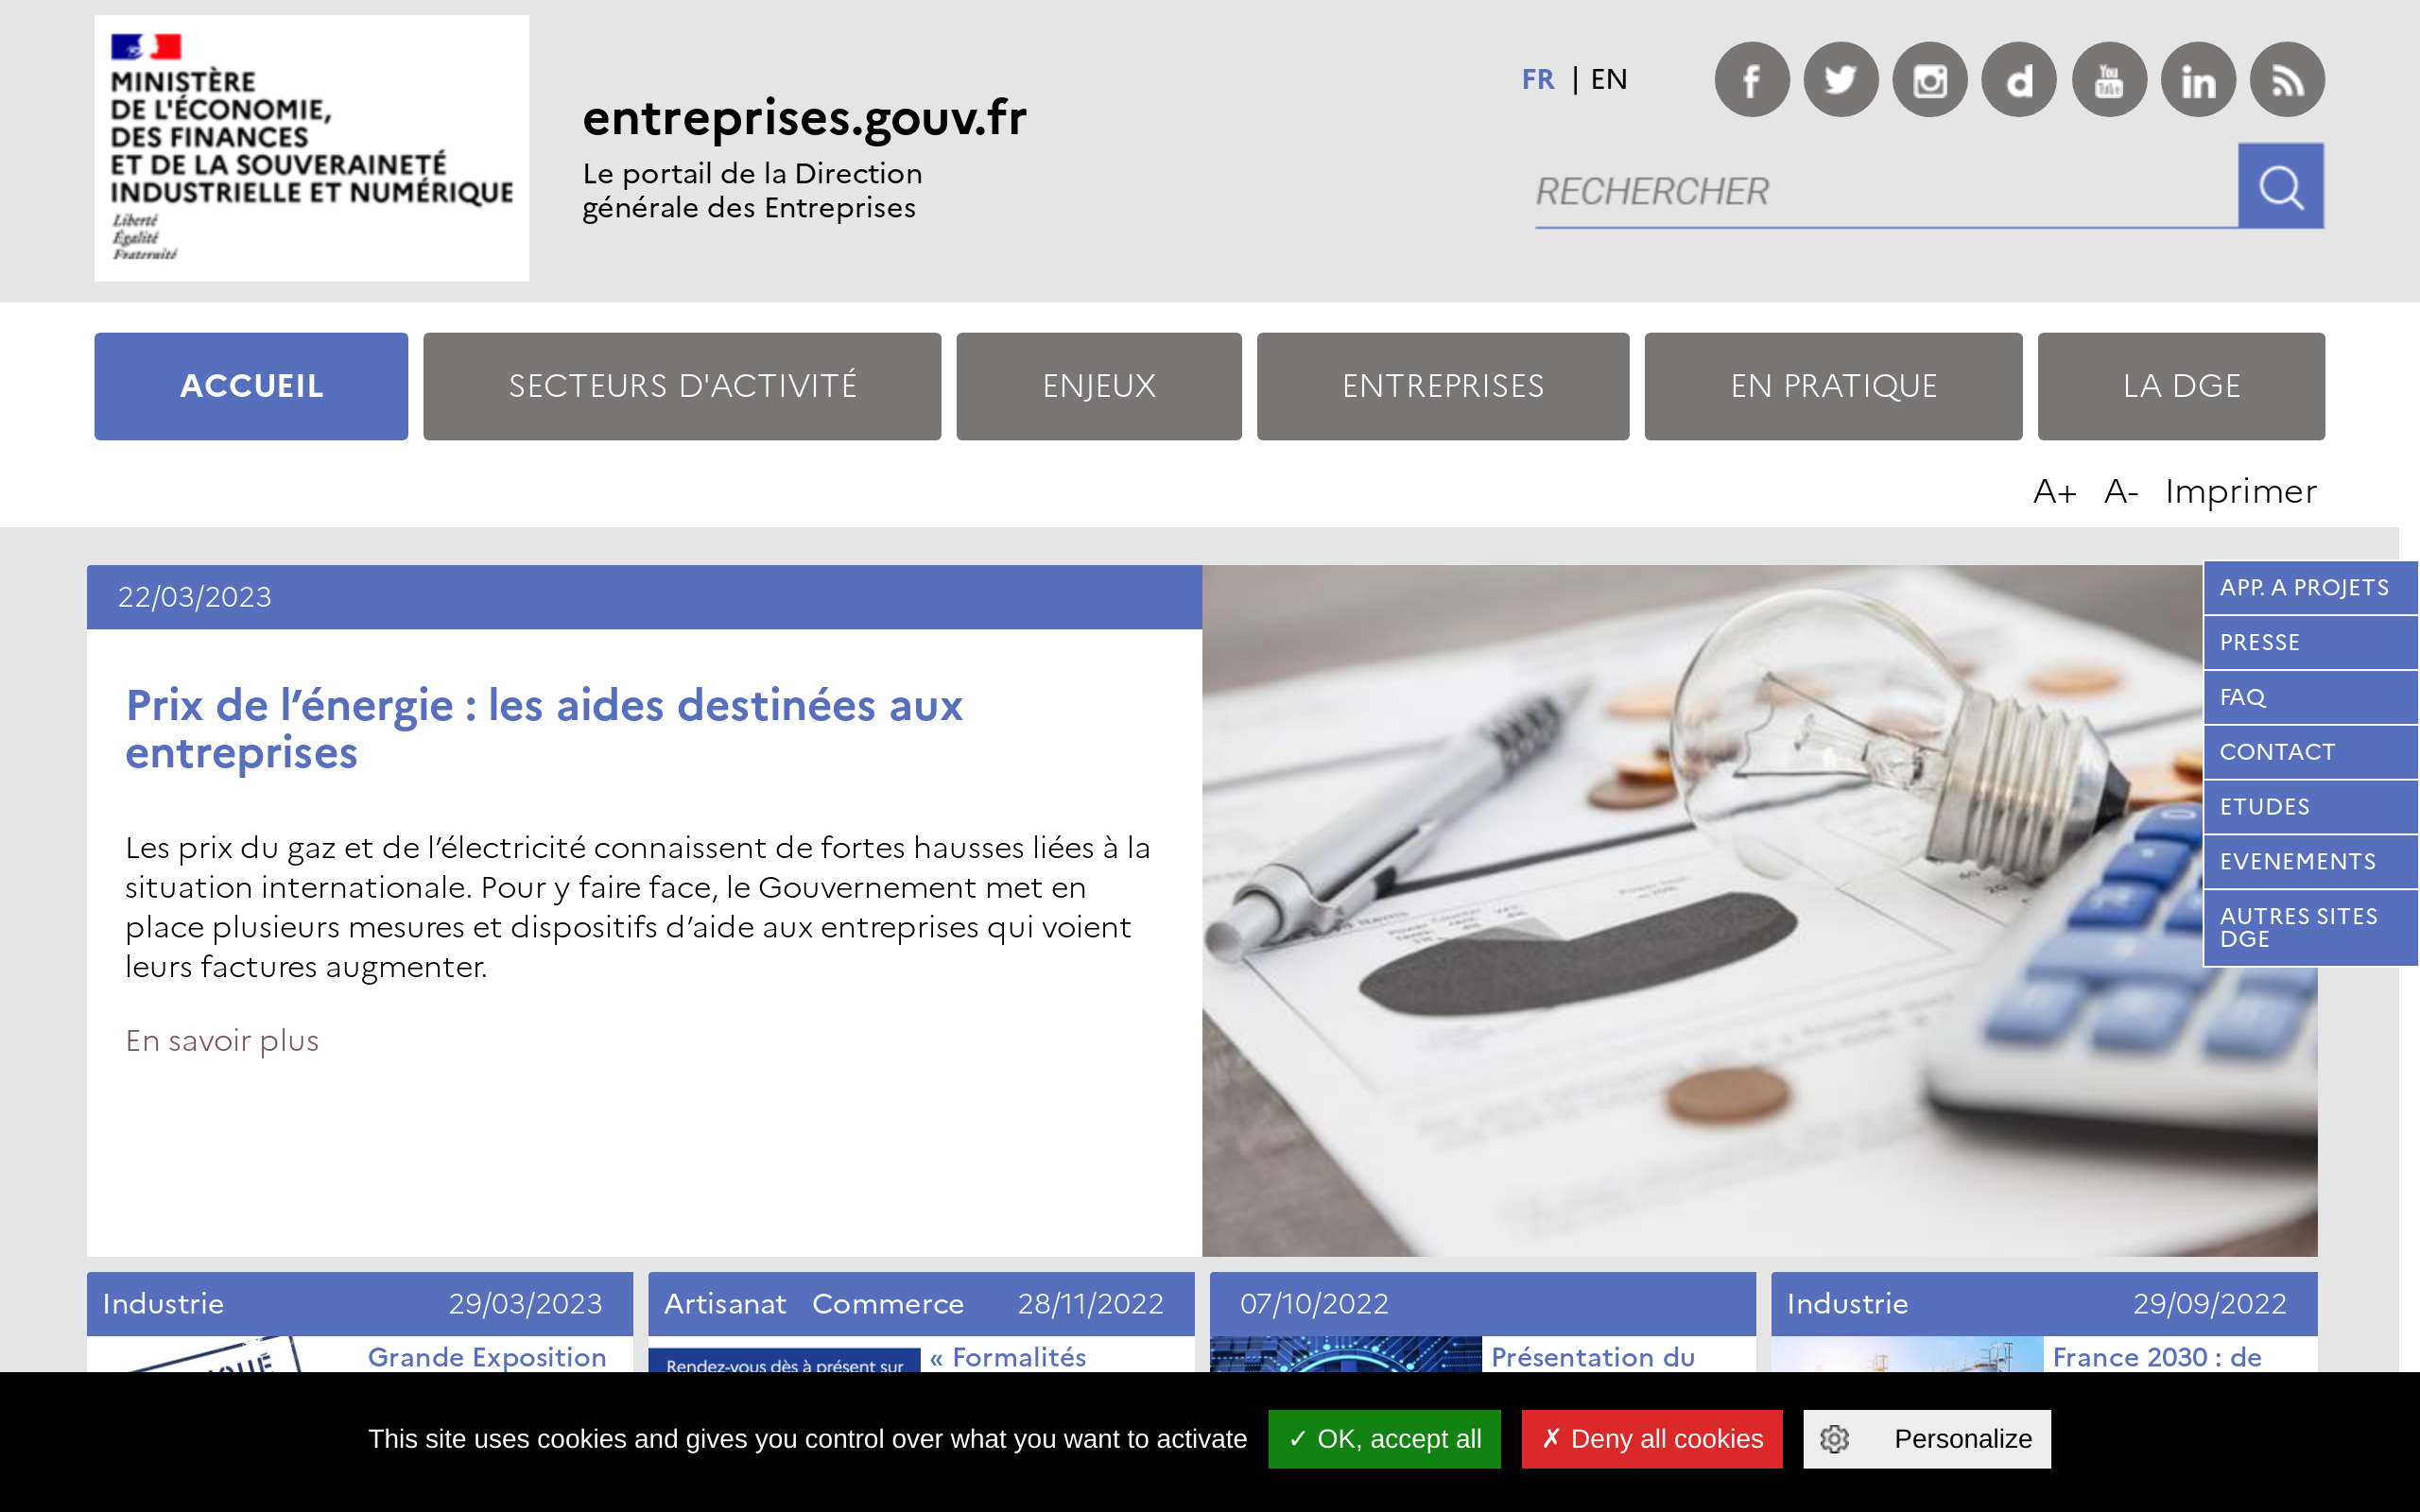 MINISTÈRE
DE L'ÉCONOMIE,
DES FINANCES
ET DE LA SOUVERAINETÉ
INDUSTRIELLE ET NUMÉRIQUE
Liberté
Égalité
Fraternité
entreprises.gouv.fr
Le portail de la Direction
générale des Entreprises
FR | EN
You
Tube
RECHERCHER
ACCUEIL
SECTEURS D'ACTIVITÉ
ENJEUX
ENTREPRISES
EN PRATIQUE
LA DGE
A+ A- Imprimer
22/03/2023
Prix de l’énergie : les aides destinées aux
entreprises
Les prix du gaz et de l’électricité connaissent de fortes hausses liées à la
situation internationale. Pour y faire face, le Gouvernement met en
place plusieurs mesures et dispositifs d’aide aux entreprises qui voient
leurs factures augmenter.
En savoir plus
APP. A PROJETS
PRESSE
FAQ
CONTACT
ETUDES
EVENEMENTS
AUTRES SITES
DGE
Industrie 29/03/2023
Grande Exposition
Artisanat Commerce 28/11/2022
Rendez-vous dès à présent sur
« Formalités
07/10/2022
Présentation du
Industrie 29/09/2022
France 2030 : de
This site uses cookies and gives you control over what you want to activate
✓ OK, accept all
✗ Deny all cookies
Personalize